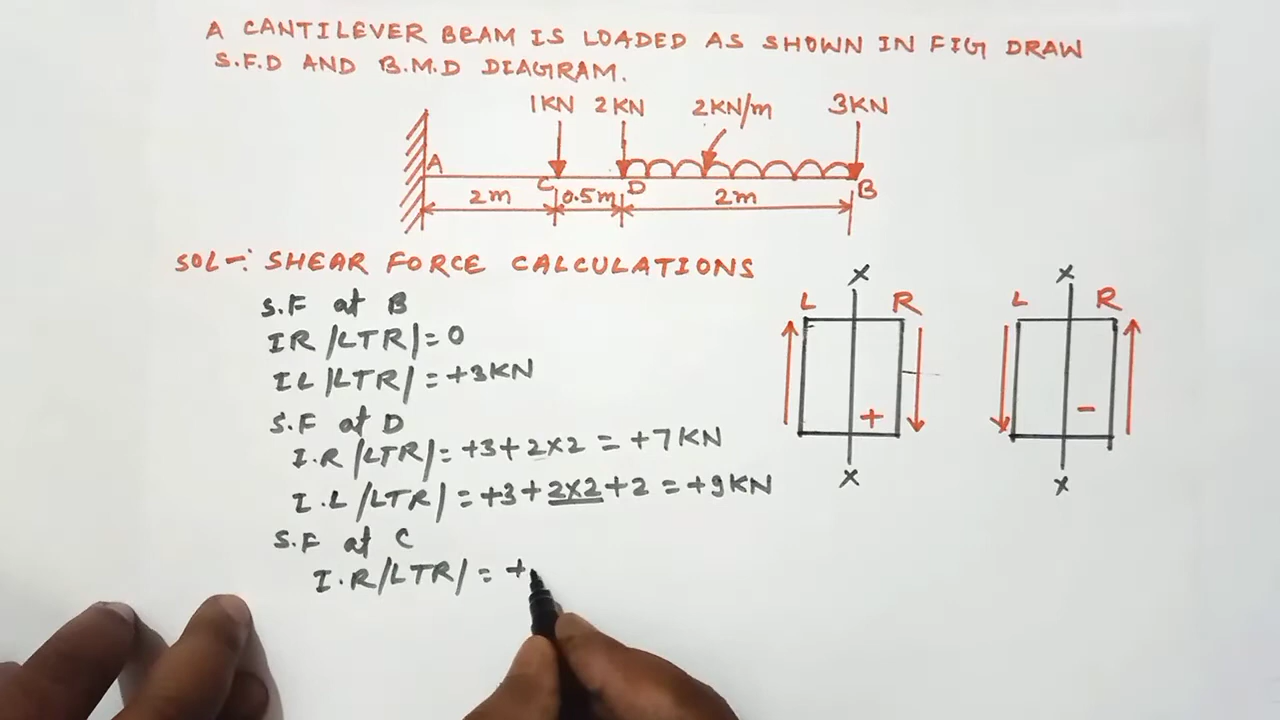 A CANTILEVER BEAM IS LOADED AS SHOWN IN FIG DRAW
S.F.D AND B.M.D DIAGRAM.
1KN 2KN 2KN/m 3KN
A C D B
2m 0.5m 2m
SOL-: SHEAR FORCE CALCULATIONS
S.F at B
IR/LTR/=0
IL/LTR/=+3KN
S.F at D
I.R/LTR/=+3+2×2=+7KN
I.L/LTR/=+3+2×2+2=+9KN
S.F at C
I.R/LTR/=+
X X
L R L R
+ -
X X